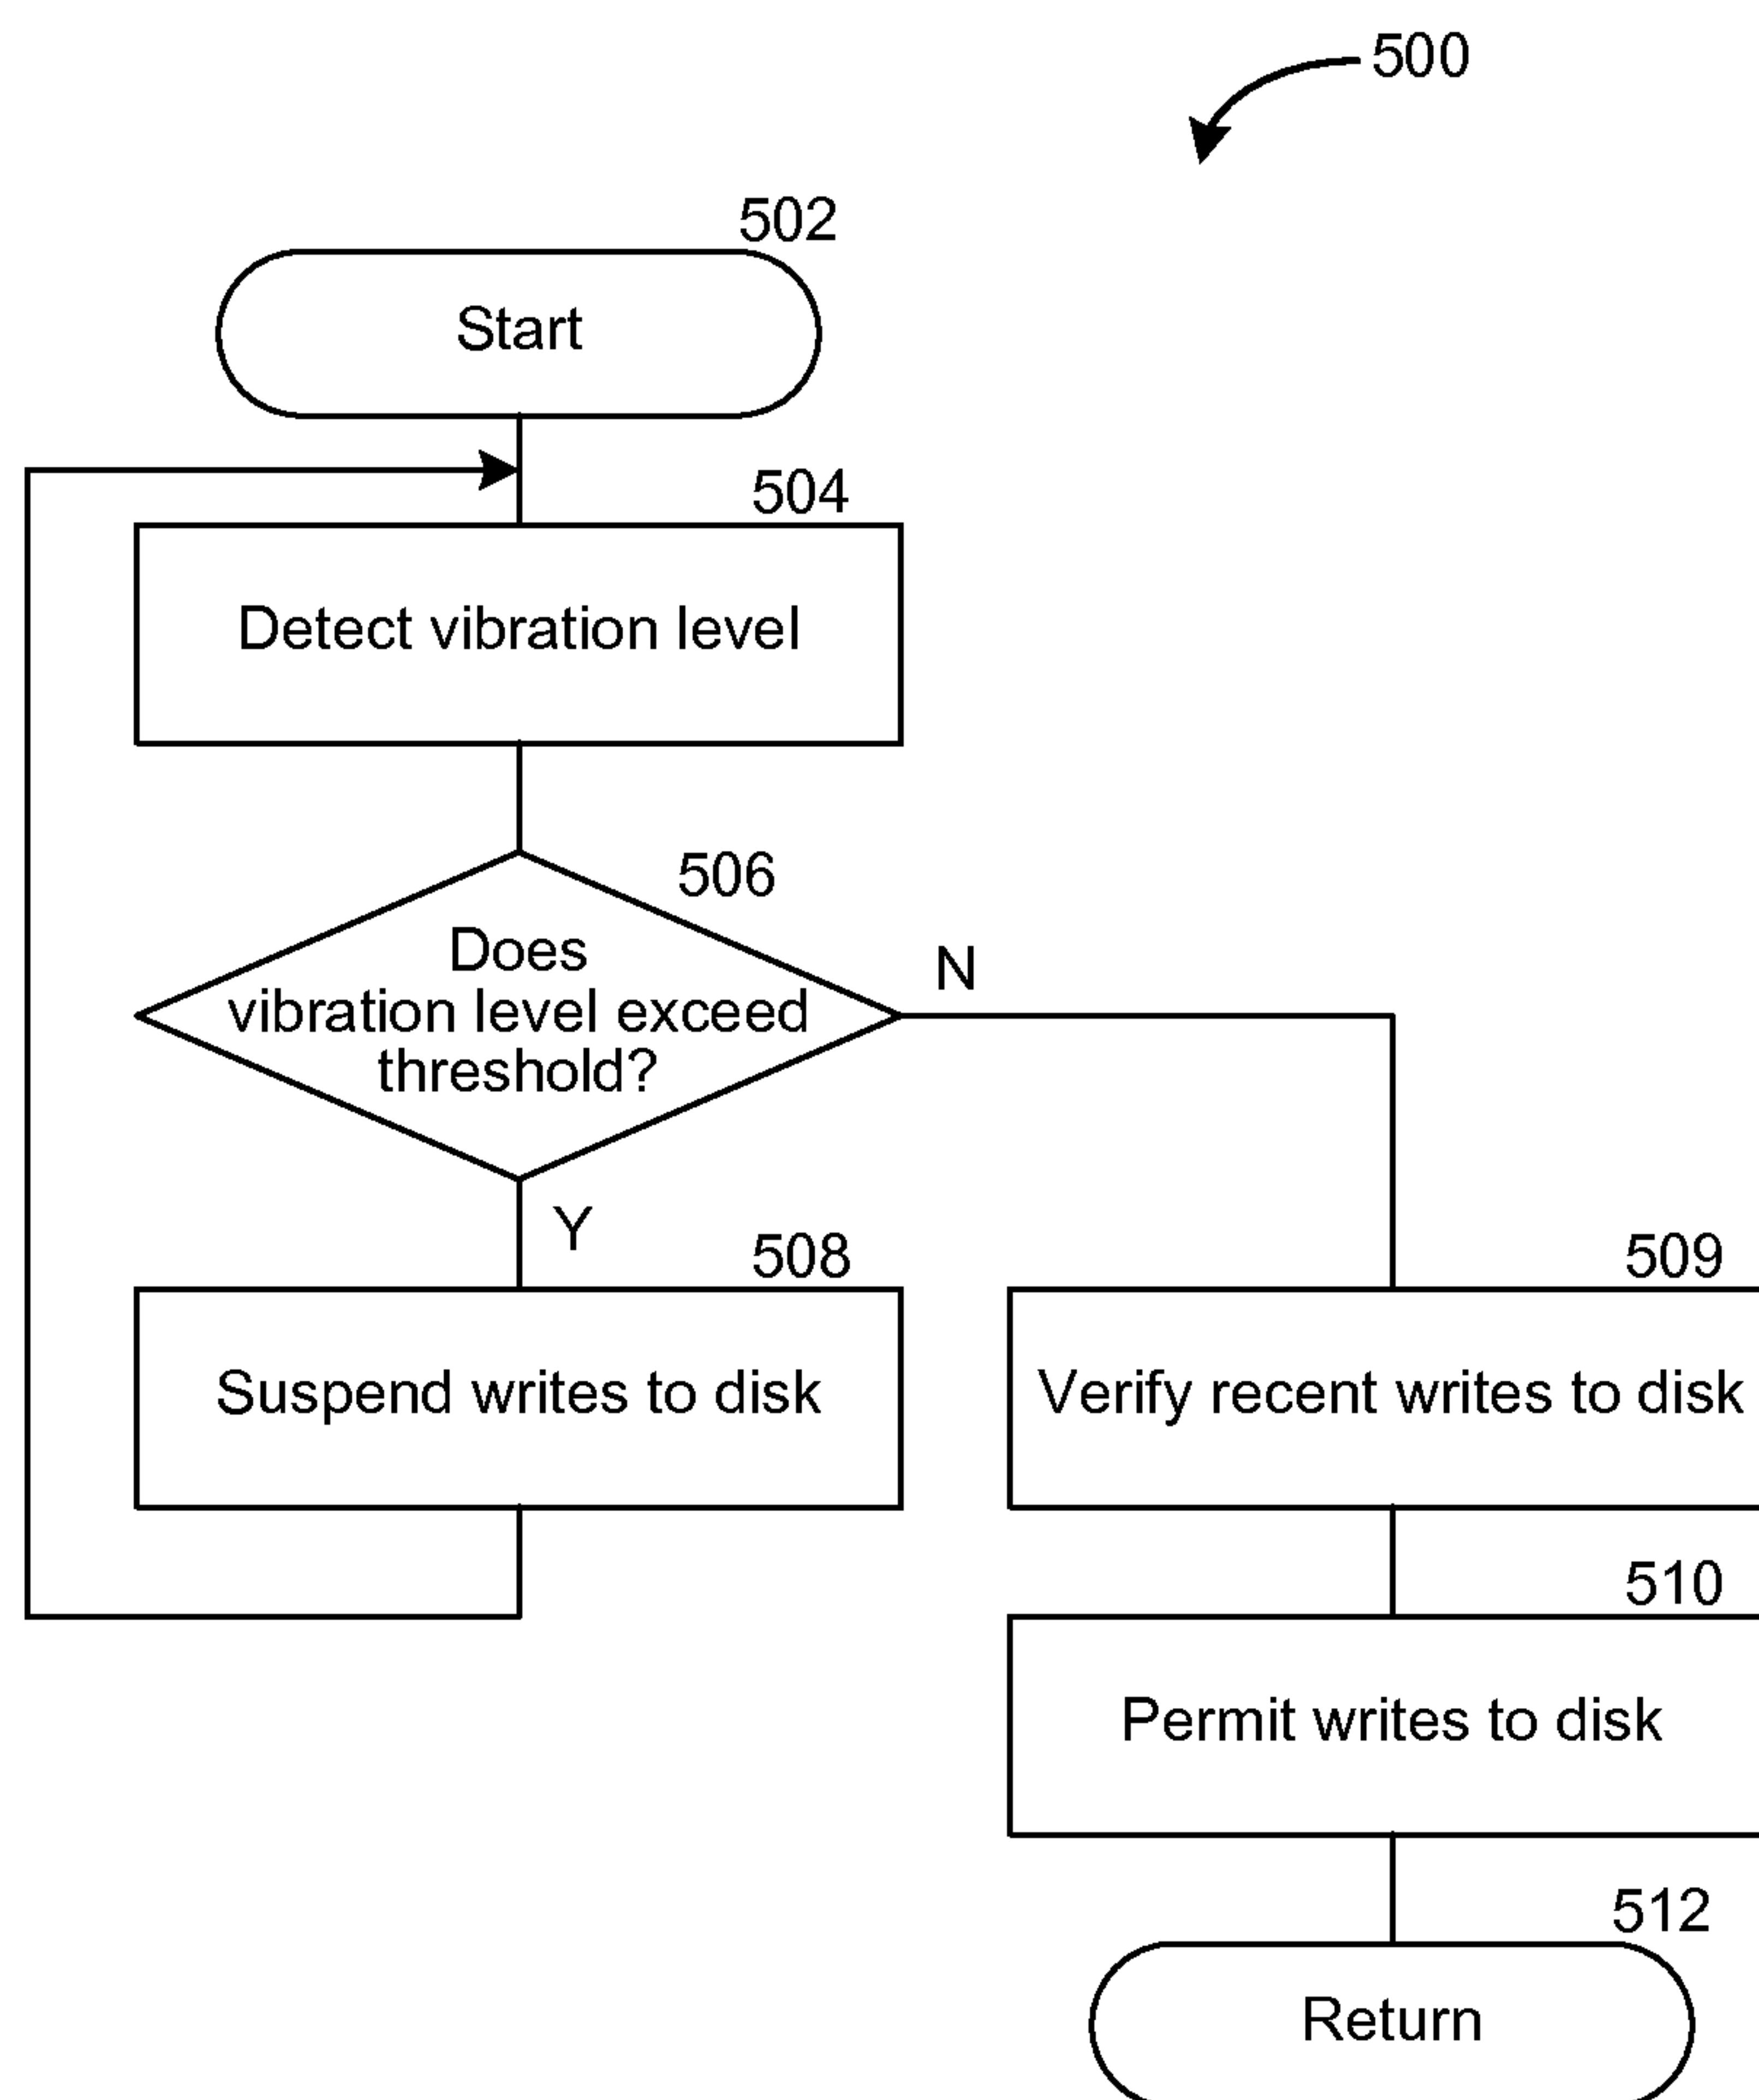 500
502
Start
504
Detect vibration level
506
Does
vibration level exceed
threshold?
N
Y
508
Suspend writes to disk
509
Verify recent writes to disk
510
Permit writes to disk
512
Return